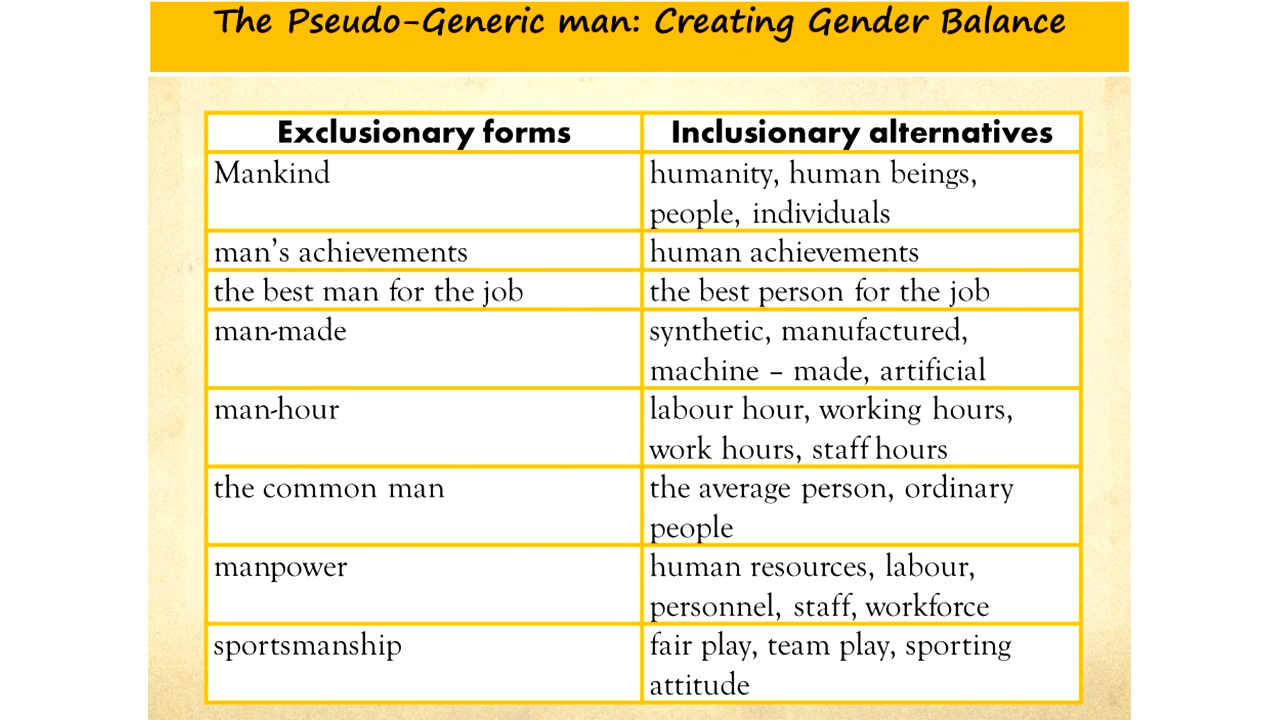 The Pseudo-Generic man: Creating Gender Balance
Exclusionary forms
Inclusionary alternatives
Mankind
humanity, human beings,
people, individuals
man's achievements
human achievements
the best man for the job
the best person for the job
man-made
synthetic, manufactured,
machine – made, artificial
man-hour
labour hour, working hours,
work hours, staff hours
the common man
the average person, ordinary
people
manpower
human resources, labour,
personnel, staff, workforce
sportsmanship
fair play, team play, sporting
attitude